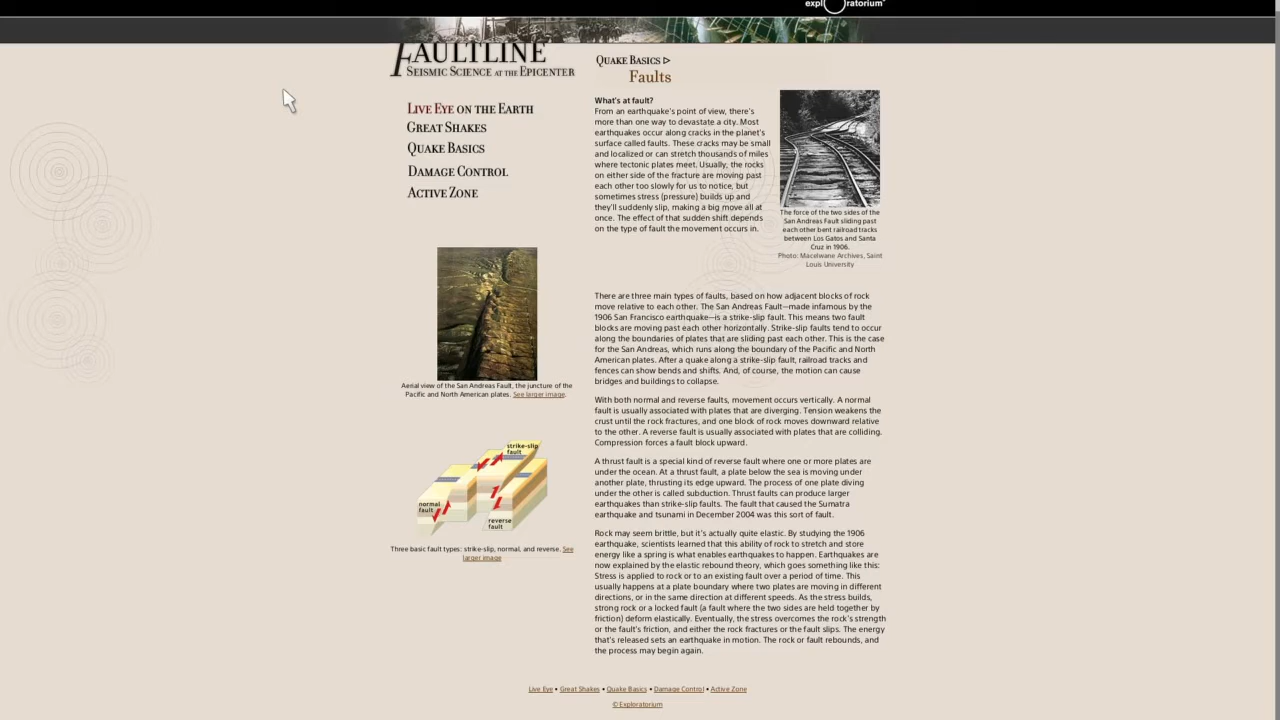 expl ratorium
FAULTLINE
SEISMIC SCIENCE AT THE EPICENTER
LIVE EYE ON THE EARTH
GREAT SHAKES
QUAKE BASICS
DAMAGE CONTROL
ACTIVE ZONE
Aerial view of the San Andreas Fault, the juncture of the
Pacific and North American plates. See larger image.
strike-slip
fault
normal
fault
reverse
fault
Three basic fault types: strike-slip, normal, and reverse. See
larger image
QUAKE BASICS
Faults
What's at fault?
From an earthquake's point of view, there's
more than one way to devastate a city. Most
earthquakes occur along cracks in the planet's
surface called faults. These cracks may be small
and localized or can stretch thousands of miles
where tectonic plates meet. Usually, the rocks
on either side of the fracture are moving past
each other too slowly for us to notice, but
sometimes stress (pressure) builds up and
they'll suddenly slip, making a big move all at
once. The effect of that sudden shift depends
on the type of fault the movement occurs in.
The force of the two sides of the
San Andreas Fault sliding past
each other bent railroad tracks
between Los Gatos and Santa
Cruz in 1906.
Photo: Macelwane Archives, Saint
Louis University
There are three main types of faults, based on how adjacent blocks of rock
move relative to each other. The San Andreas Fault—made infamous by the
1906 San Francisco earthquake—is a strike-slip fault. This means two fault
blocks are moving past each other horizontally. Strike-slip faults tend to occur
along the boundaries of plates that are sliding past each other. This is the case
for the San Andreas, which runs along the boundary of the Pacific and North
American plates. After a quake along a strike-slip fault, railroad tracks and
fences can show bends and shifts. And, of course, the motion can cause
bridges and buildings to collapse.
With both normal and reverse faults, movement occurs vertically. A normal
fault is usually associated with plates that are diverging. Tension weakens the
crust until the rock fractures, and one block of rock moves downward relative
to the other. A reverse fault is usually associated with plates that are colliding.
Compression forces a fault block upward.
A thrust fault is a special kind of reverse fault where one or more plates are
under the ocean. At a thrust fault, a plate below the sea is moving under
another plate, thrusting its edge upward. The process of one plate diving
under the other is called subduction. Thrust faults can produce larger
earthquakes than strike-slip faults. The fault that caused the Sumatra
earthquake and tsunami in December 2004 was this sort of fault.
Rock may seem brittle, but it's actually quite elastic. By studying the 1906
earthquake, scientists learned that this ability of rock to stretch and store
energy like a spring is what enables earthquakes to happen. Earthquakes are
now explained by the elastic rebound theory, which goes something like this:
Stress is applied to rock or to an existing fault over a period of time. This
usually happens at a plate boundary where two plates are moving in different
directions, or in the same direction at different speeds. As the stress builds,
strong rock or a locked fault (a fault where the two sides are held together by
friction) deform elastically. Eventually, the stress overcomes the rock's strength
or the fault's friction, and either the rock fractures or the fault slips. The energy
that's released sets an earthquake in motion. The rock or fault rebounds, and
the process may begin again.
Live Eye • Great Shakes • Quake Basics • Damage Control • Active Zone
© Exploratorium